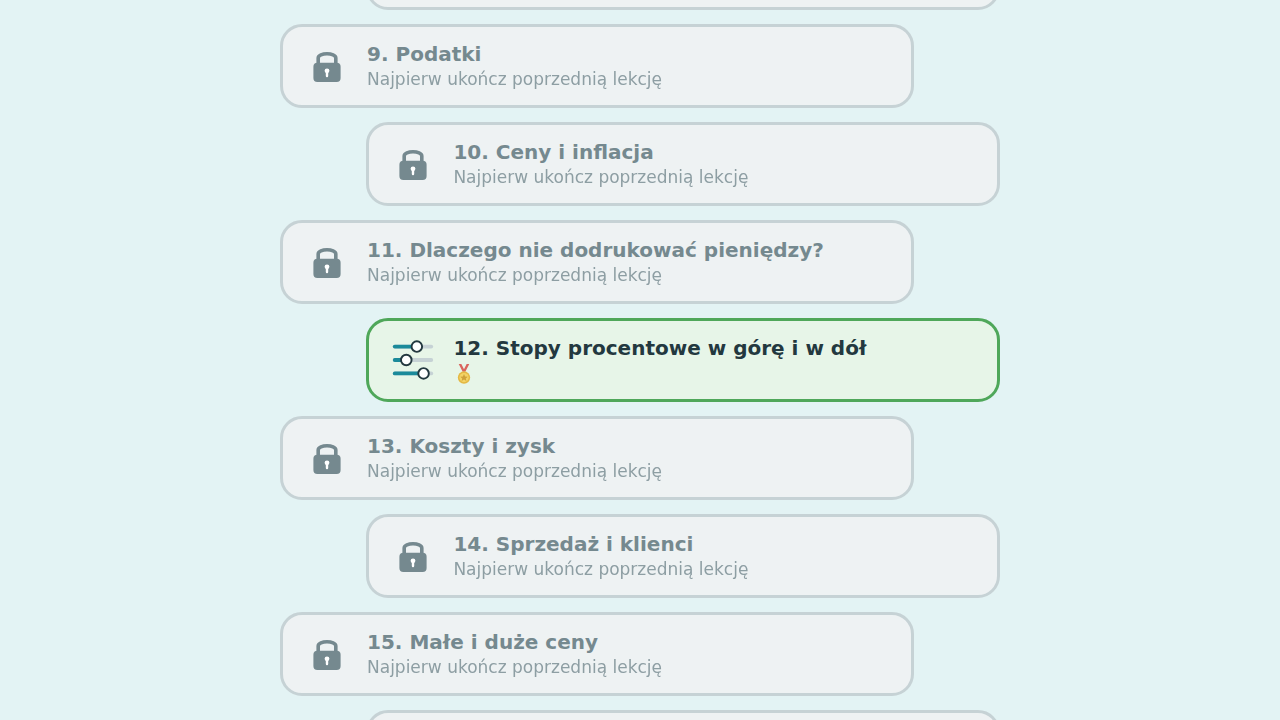 9. Podatki
Najpierw ukończ poprzednią lekcję
10. Ceny i inflacja
Najpierw ukończ poprzednią lekcję
11. Dlaczego nie dodrukować pieniędzy?
Najpierw ukończ poprzednią lekcję
12. Stopy procentowe w górę i w dół
13. Koszty i zysk
Najpierw ukończ poprzednią lekcję
14. Sprzedaż i klienci
Najpierw ukończ poprzednią lekcję
15. Małe i duże ceny
Najpierw ukończ poprzednią lekcję